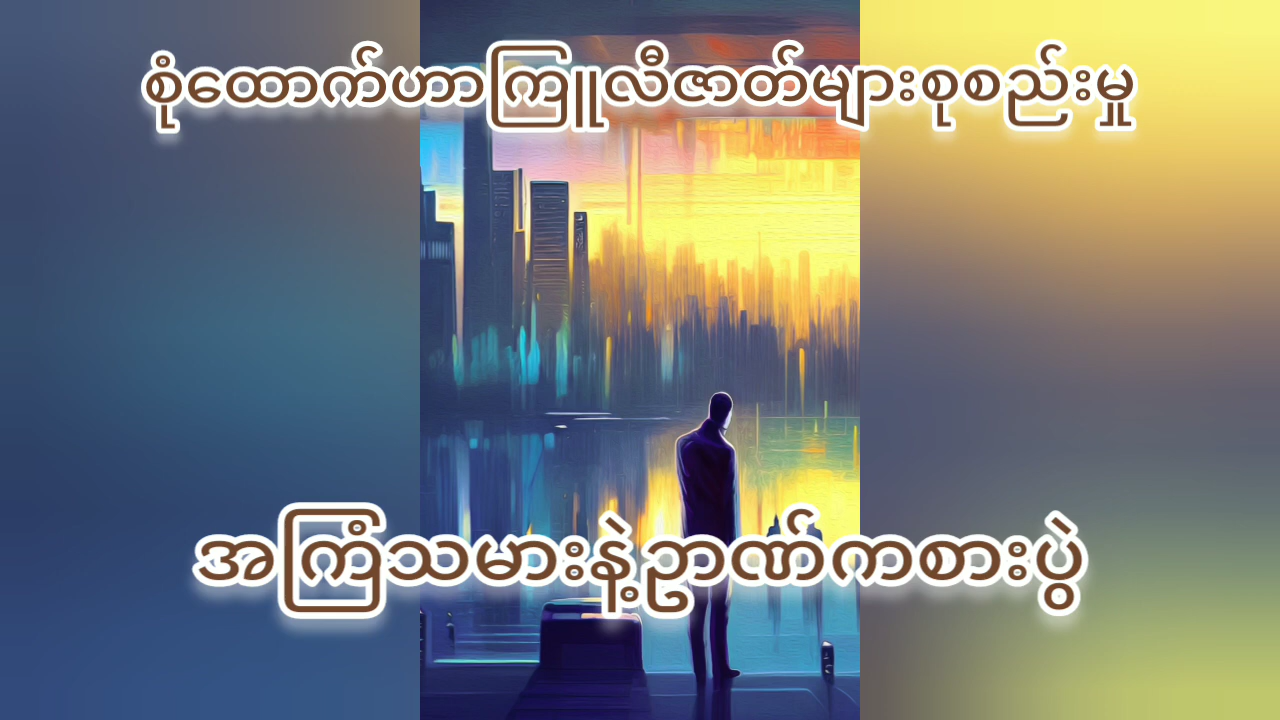 စုံထောက်ဟာကြူလီဇာတ်များစုစည်းမှု
အကြံသမားနဲ့ဥာဏ်ကစားပွဲ